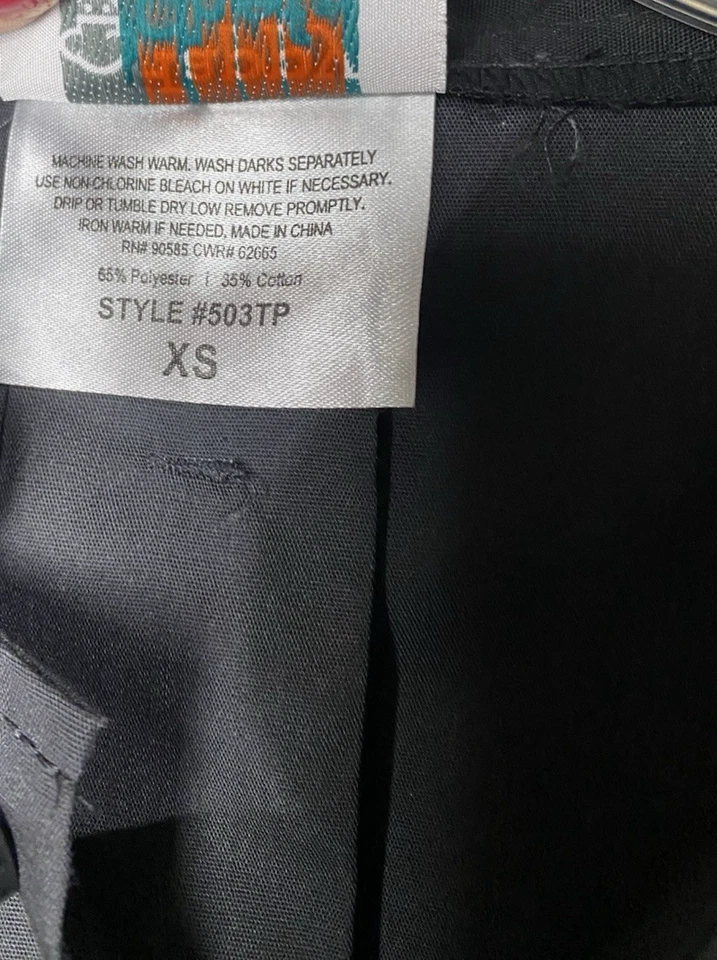 MACHINE WASH WARM. WASH DARKS SEPARATELY
USE NON-CHLORINE BLEACH ON WHITE IF NECESSARY.
DRIP OR TUMBLE DRY LOW REMOVE PROMPTLY.
IRON WARM IF NEEDED. MADE IN CHINA
RN# 90585 CWR# 62665
65% Polyester | 35% Cotton
STYLE #503TP
XS